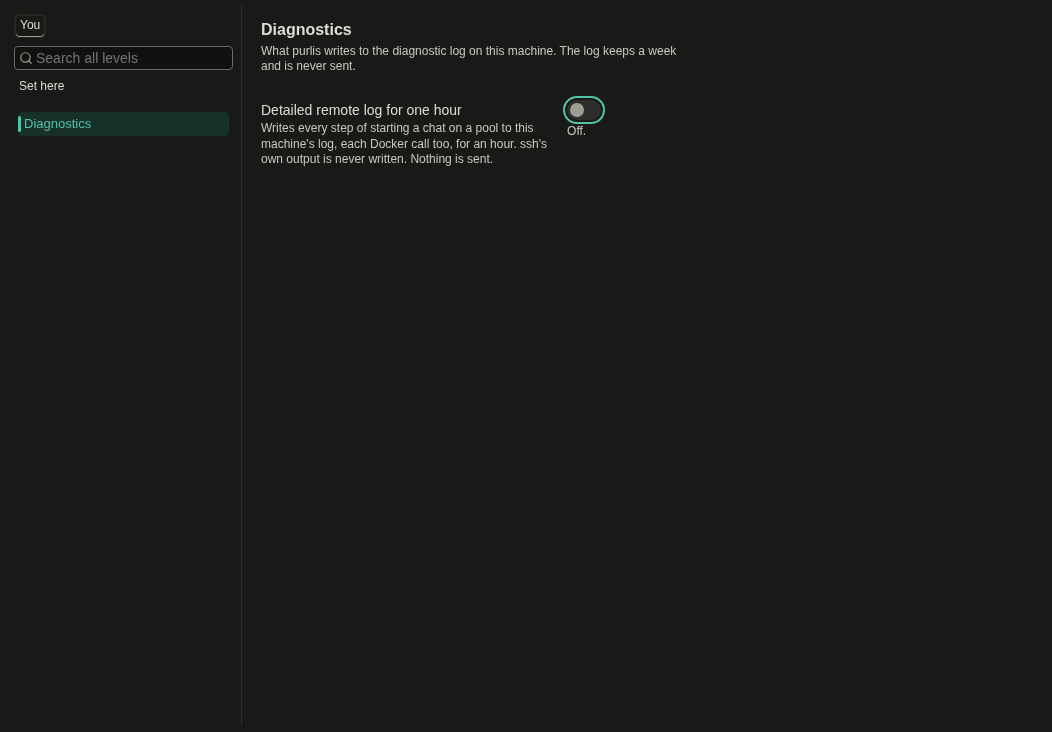 You
Search all levels
Set here
Diagnostics
Diagnostics
What purlis writes to the diagnostic log on this machine. The log keeps a week
and is never sent.
Detailed remote log for one hour
Writes every step of starting a chat on a pool to this
machine's log, each Docker call too, for an hour. ssh's
own output is never written. Nothing is sent.
Off.